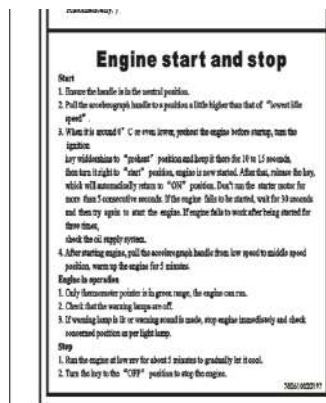 Engine start and stop
Start
1. Ensure the handle is in the neutral position.
2. Pull the accelerograph handle to a position a little higher than that of “lowest idle
speed”.
3. When it is around 0° C or even lower, preheat the engine before startup, turn the
ignition
key widdershins to “preheat” position and keep it there for 10 to 15 seconds,
then turn it right to “start” position, engine is now started. After that, release the key,
which will automatically return to “ON” position. Don't run the starter motor for
more than 5 consecutive seconds. If the engine fails to be started, wait for 30 seconds
and then try again to start the engine. If engine fails to work after being started for
three times,
check the oil supply system.
4. After starting engine, pull the accelerograph handle from low speed to middle speed
position, warm up the engine for 5 minutes.
Engine in operation
1. Only thermometer pointer is in green range, the engine can run.
2. Check that the warning lamps are off.
3. If warning lamp is lit or warning sound is made, stop engine immediately and check
concerned position as per light lamp.
Stop
1. Run the engine at low rev for about 5 minutes to gradually let it cool.
2. Turn the key to the “OFF” position to stop the engine.